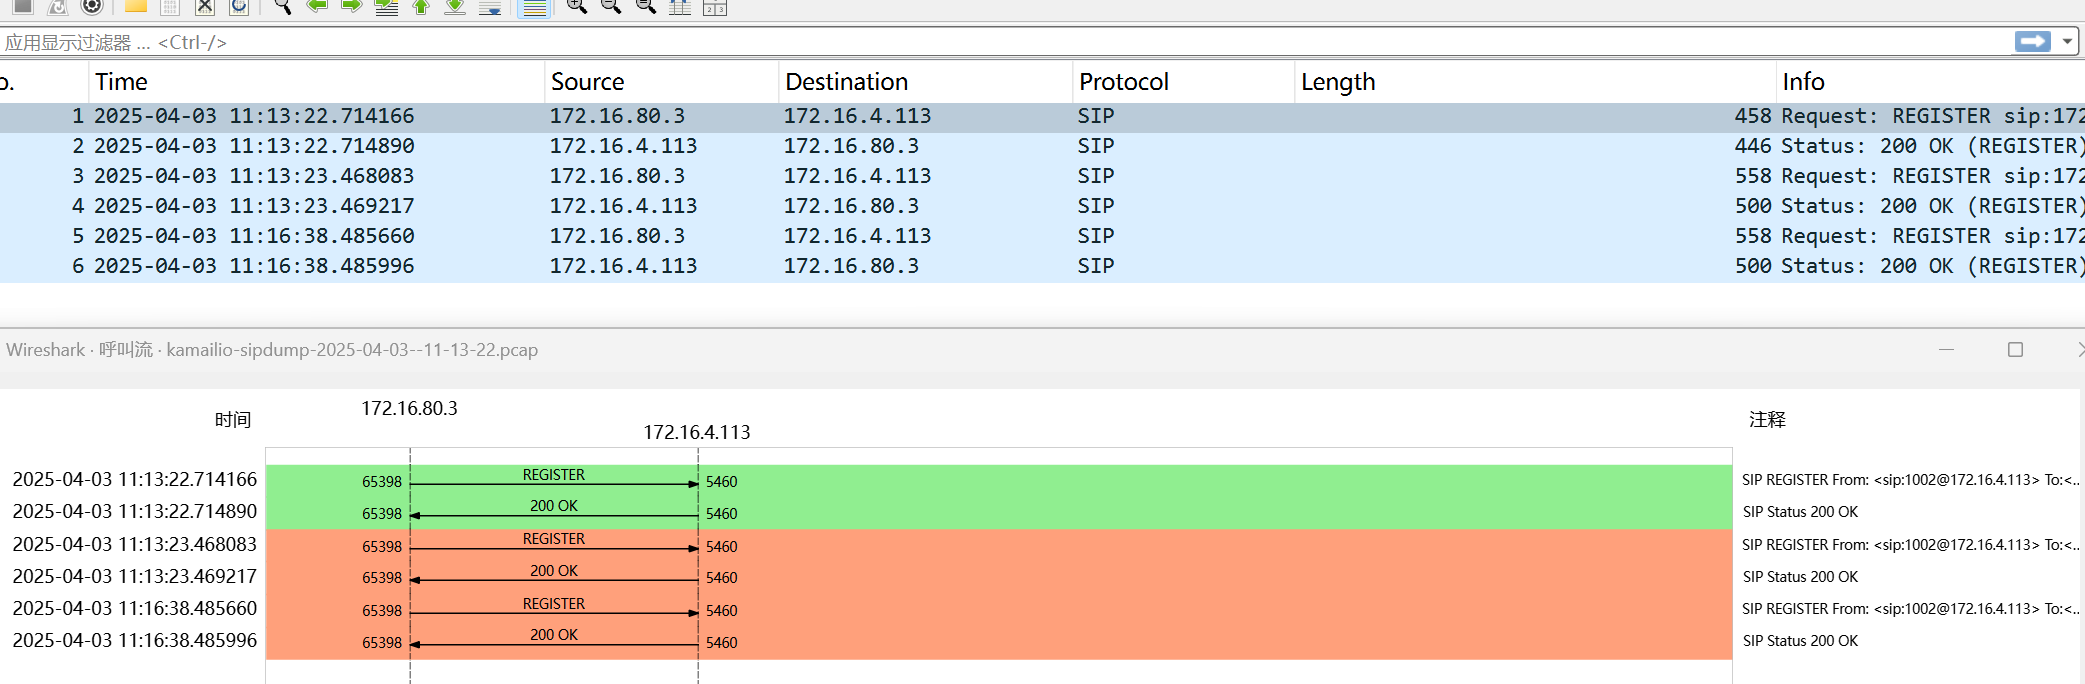 应用显示过滤器 … <Ctrl-/>
o. Time Source Destination Protocol Length Info
1 2025-04-03 11:13:22.714166 172.16.80.3 172.16.4.113 SIP 458 Request: REGISTER sip:172
2 2025-04-03 11:13:22.714890 172.16.4.113 172.16.80.3 SIP 446 Status: 200 OK (REGISTER)
3 2025-04-03 11:13:23.468083 172.16.80.3 172.16.4.113 SIP 558 Request: REGISTER sip:172
4 2025-04-03 11:13:23.469217 172.16.4.113 172.16.80.3 SIP 500 Status: 200 OK (REGISTER)
5 2025-04-03 11:16:38.485660 172.16.80.3 172.16.4.113 SIP 558 Request: REGISTER sip:172
6 2025-04-03 11:16:38.485996 172.16.4.113 172.16.80.3 SIP 500 Status: 200 OK (REGISTER)
Wireshark · 呼叫流 · kamailio-sipdump-2025-04-03--11-13-22.pcap
时间 172.16.80.3 172.16.4.113 注释
2025-04-03 11:13:22.714166 65398 REGISTER 5460 SIP REGISTER From: <sip:1002@172.16.4.113> To:<..
2025-04-03 11:13:22.714890 65398 200 OK 5460 SIP Status 200 OK
2025-04-03 11:13:23.468083 65398 REGISTER 5460 SIP REGISTER From: <sip:1002@172.16.4.113> To:<..
2025-04-03 11:13:23.469217 65398 200 OK 5460 SIP Status 200 OK
2025-04-03 11:16:38.485660 65398 REGISTER 5460 SIP REGISTER From: <sip:1002@172.16.4.113> To:<..
2025-04-03 11:16:38.485996 65398 200 OK 5460 SIP Status 200 OK